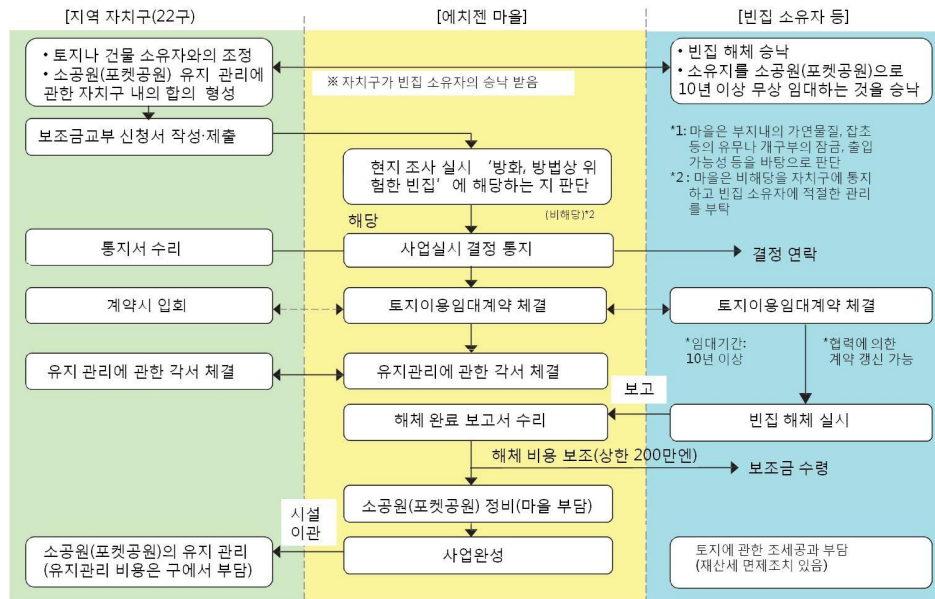 [지역 자치구(22구)]
[에치젠 마을]
[빈집 소유자 등]
• 토지나 건물 소유자와의 조정
• 소공원(포켓공원) 유지 관리에
관한 자치구 내의 합의 형성
※ 자치구가 빈집 소유자의 승낙 받음
• 빈집 해체 승낙
• 소유지를 소공원(포켓공원)으로
10년 이상 무상 임대하는 것을 승낙
보조금교부 신청서 작성·제출
*1: 마을은 부지내의 가연물질, 잡초
등의 유무나 개구부의 잠금, 출입
가능성 등을 바탕으로 판단
*2: 마을은 비해당을 자치구에 통지
하고 빈집 소유자에 적절한 관리
를 부탁
현지 조사 실시 ‘방화, 방법상 위
험한 빈집’에 해당하는 지 판단
해당
(비해당)*2
통지서 수리
사업실시 결정 통지
결정 연락
계약시 입회
토지이용임대계약 체결
토지이용임대계약 체결
*임대기간:
10년 이상
*협력에 의한
계약 갱신 가능
유지 관리에 관한 각서 체결
유지관리에 관한 각서 체결
보고
해체 완료 보고서 수리
빈집 해체 실시
해체 비용 보조(상한 200만엔)
보조금 수령
소공원(포켓공원) 정비(마을 부담)
시설
이관
소공원(포켓공원)의 유지 관리
(유지관리 비용은 구에서 부담)
사업완성
토지에 관한 조세공과 부담
(재산세 면제조치 있음)